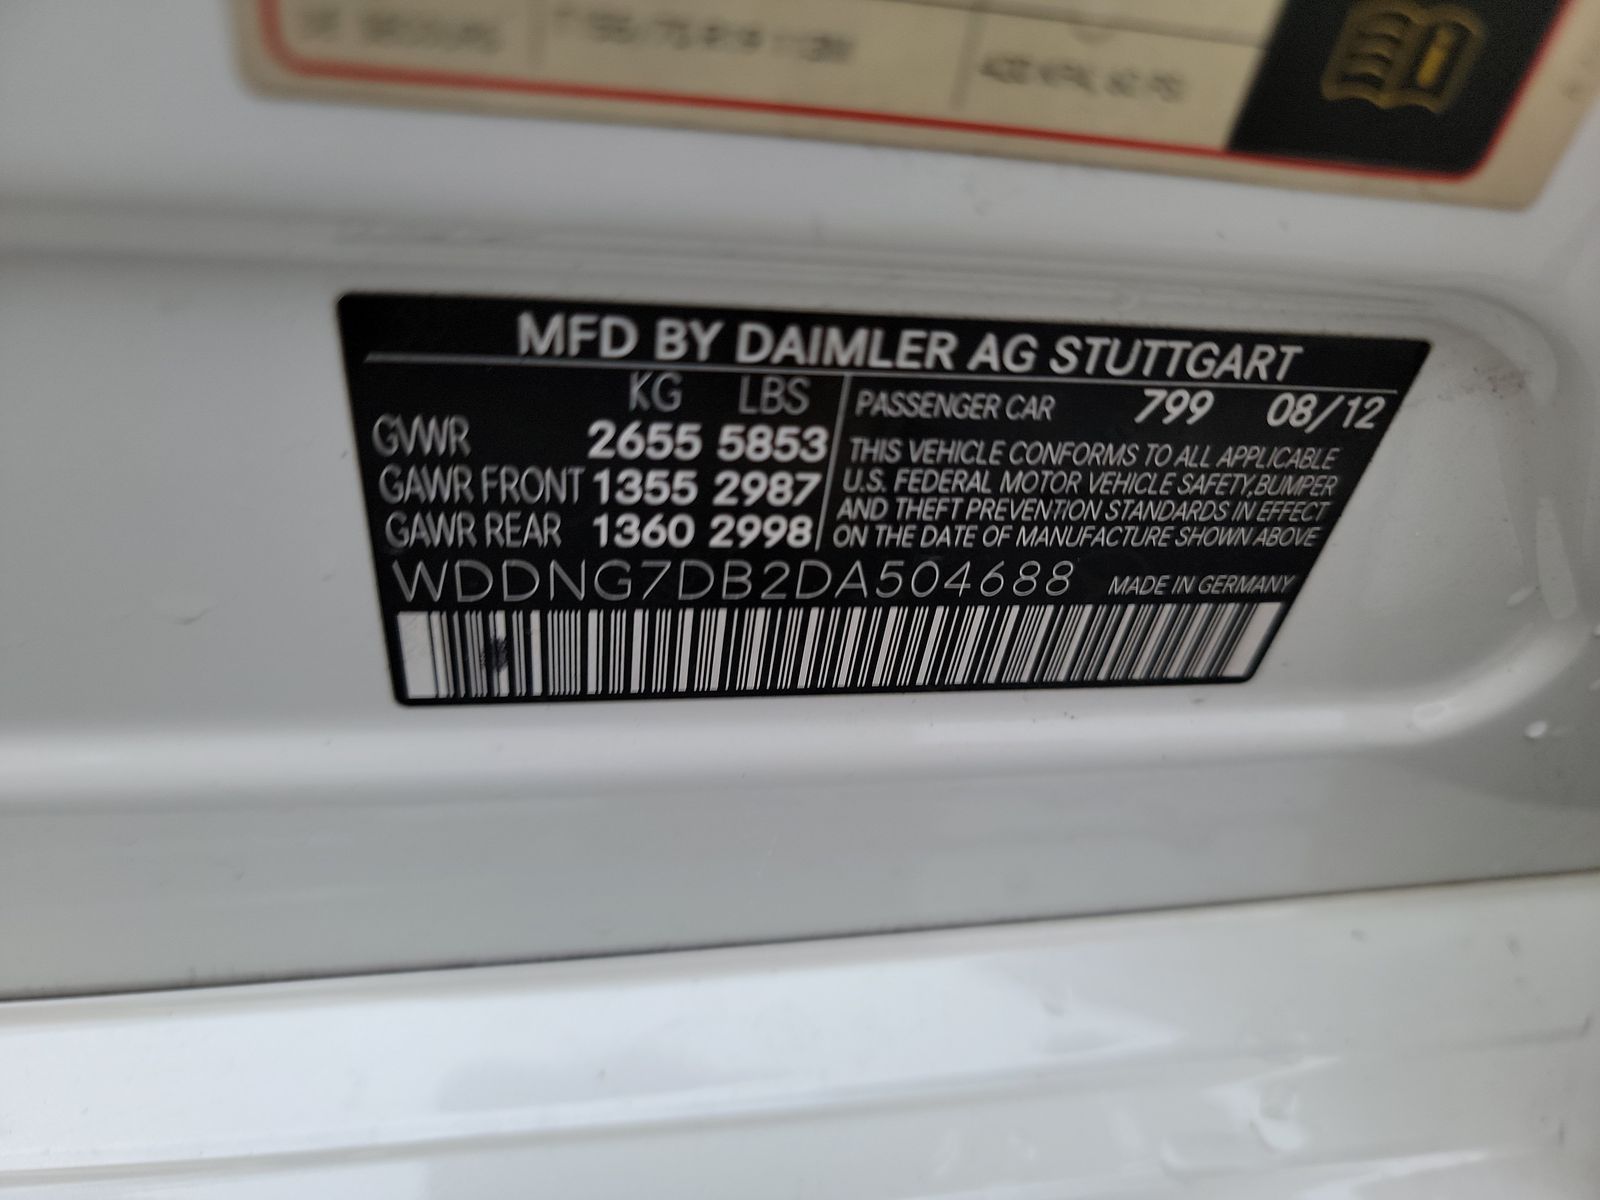 MFD BY DAIMLER AG STUTTGART
KG LBS
GVWR 2655 5853
GAWR FRONT 1355 2987
GAWR REAR 1360 2998
PASSENGER CAR 799 08/12
THIS VEHICLE CONFORMS TO ALL APPLICABLE
U.S. FEDERAL MOTOR VEHICLE SAFETY, BUMPER
AND THEFT PREVENTION STANDARDS IN EFFECT
ON THE DATE OF MANUFACTURE SHOWN ABOVE
WDDNG7DB2DA504688 MADE IN GERMANY